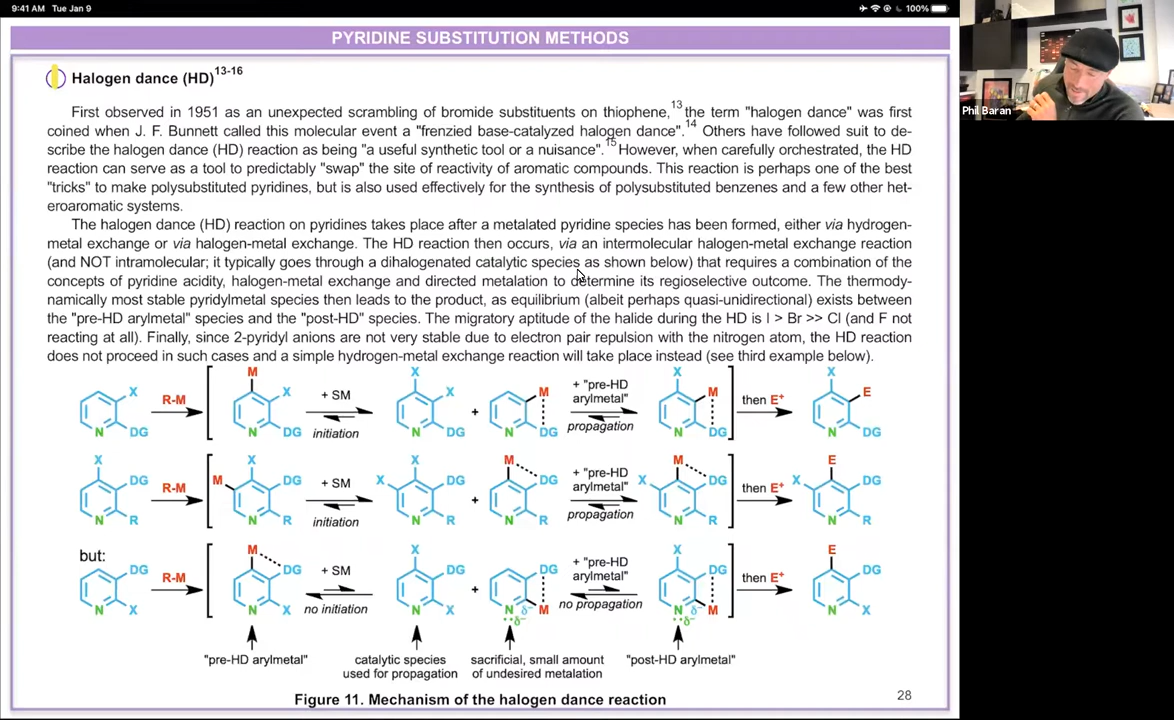 9:41 AM Tue Jan 9
100%
PYRIDINE SUBSTITUTION METHODS
Phil Baran
Halogen dance (HD)13-16
First observed in 1951 as an unexpected scrambling of bromide substituents on thiophene,13 the term "halogen dance" was first
coined when J. F. Bunnett called this molecular event a "frenzied base-catalyzed halogen dance".14 Others have followed suit to de-
scribe the halogen dance (HD) reaction as being "a useful synthetic tool or a nuisance".15 However, when carefully orchestrated, the HD
reaction can serve as a tool to predictably "swap" the site of reactivity of aromatic compounds. This reaction is perhaps one of the best
"tricks" to make polysubstituted pyridines, but is also used effectively for the synthesis of polysubstituted benzenes and a few other het-
eroaromatic systems.
The halogen dance (HD) reaction on pyridines takes place after a metalated pyridine species has been formed, either via hydrogen-
metal exchange or via halogen-metal exchange. The HD reaction then occurs, via an intermolecular halogen-metal exchange reaction
(and NOT intramolecular; it typically goes through a dihalogenated catalytic species as shown below) that requires a combination of the
concepts of pyridine acidity, halogen-metal exchange and directed metalation to determine its regioselective outcome. The thermody-
namically most stable pyridylmetal species then leads to the product, as equilibrium (albeit perhaps quasi-unidirectional) exists between
the "pre-HD arylmetal" species and the "post-HD" species. The migratory aptitude of the halide during the HD is I > Br >> Cl (and F not
reacting at all). Finally, since 2-pyridyl anions are not very stable due to electron pair repulsion with the nitrogen atom, the HD reaction
does not proceed in such cases and a simple hydrogen-metal exchange reaction will take place instead (see third example below).
M X X X
X R-M X + SM X M + "pre-HD arylmetal" M then E+ E
N DG N DG initiation N DG + N DG propagation N DG N DG
X X X M M E
DG R-M M DG + SM X DG DG + "pre-HD arylmetal" X DG then E+ X DG
N R N R initiation N R + N R propagation N R N R
but: M X X E
DG R-M DG + SM DG DG + "pre-HD arylmetal" DG then E+ DG
N X N X no initiation N X + N δ- M no propagation N δ- M N X
δ- δ-
"pre-HD arylmetal" catalytic species sacrificial, small amount "post-HD arylmetal"
used for propagation of undesired metalation
Figure 11. Mechanism of the halogen dance reaction
28